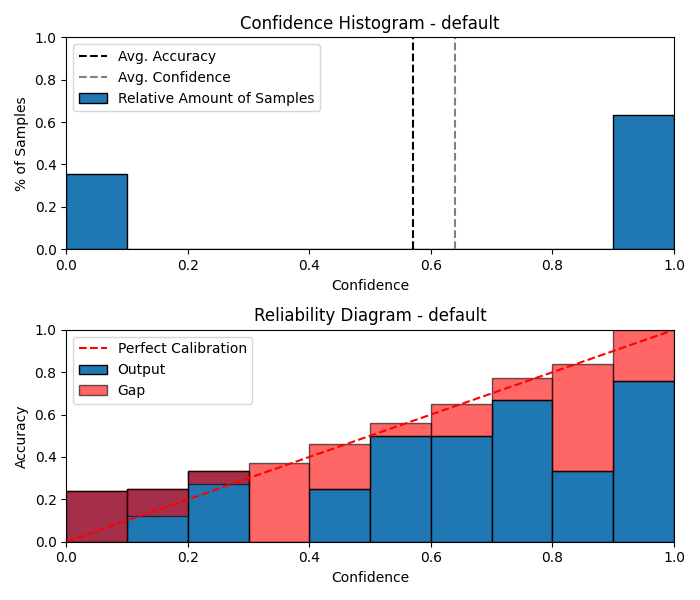 Confidence Histogram - default
1.0
0.8
0.6
0.4
0.2
0.0
% of Samples
Avg. Accuracy
Avg. Confidence
Relative Amount of Samples
0.0 0.2 0.4 0.6 0.8 1.0
Confidence
Reliability Diagram - default
1.0
0.8
0.6
0.4
0.2
0.0
Accuracy
Perfect Calibration
Output
Gap
0.0 0.2 0.4 0.6 0.8 1.0
Confidence